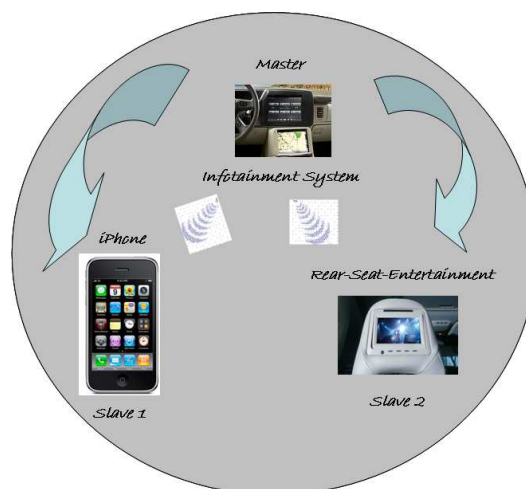 Master
Infotainment System
iPhone
Rear-Seat-Entertainment
Slave 1
Slave 2